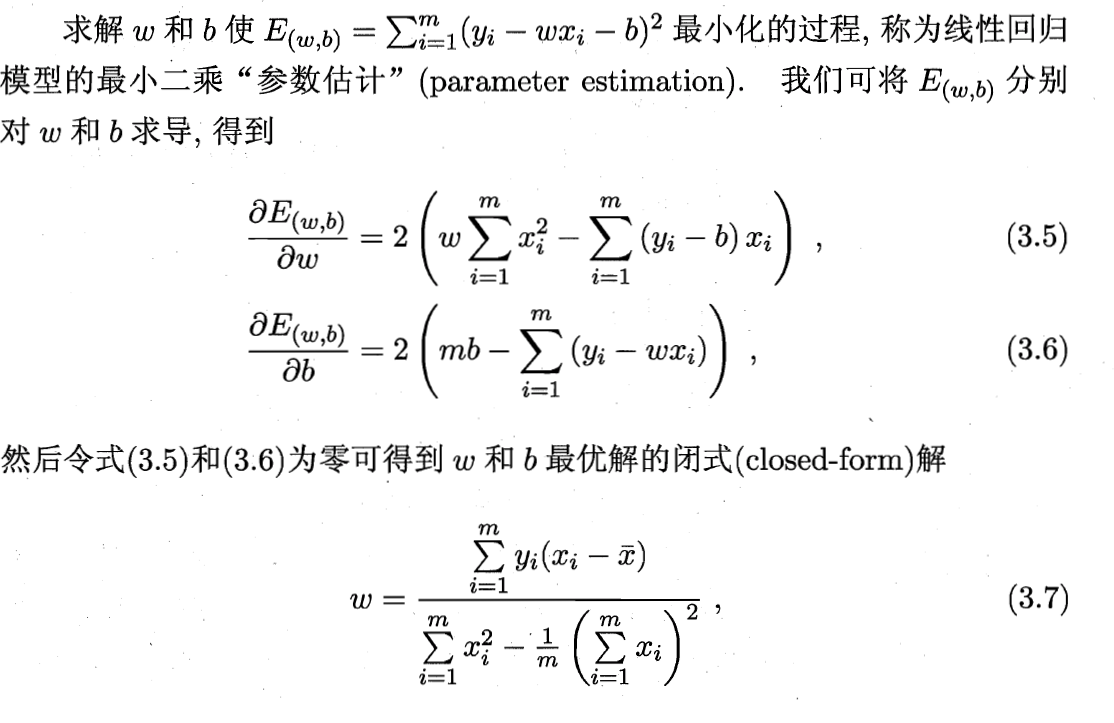 求解 w 和 b 使 E_{(w,b)} = \sum_{i=1}^{m}(y_i - wx_i - b)^2 最小化的过程, 称为线性回归
模型的最小二乘“参数估计” (parameter estimation). 我们可将 E_{(w,b)} 分别
对 w 和 b 求导, 得到
\frac{\partial E_{(w,b)}}{\partial w} = 2 \left( w \sum_{i=1}^{m} x_i^2 - \sum_{i=1}^{m} (y_i - b) x_i \right) , (3.5)
\frac{\partial E_{(w,b)}}{\partial b} = 2 \left( mb - \sum_{i=1}^{m} (y_i - wx_i) \right) , (3.6)
然后令式(3.5)和(3.6)为零可得到 w 和 b 最优解的闭式(closed-form)解
w = \frac{\sum_{i=1}^{m} y_i(x_i - \bar{x})}{\sum_{i=1}^{m} x_i^2 - \frac{1}{m} \left( \sum_{i=1}^{m} x_i \right)^2} , (3.7)